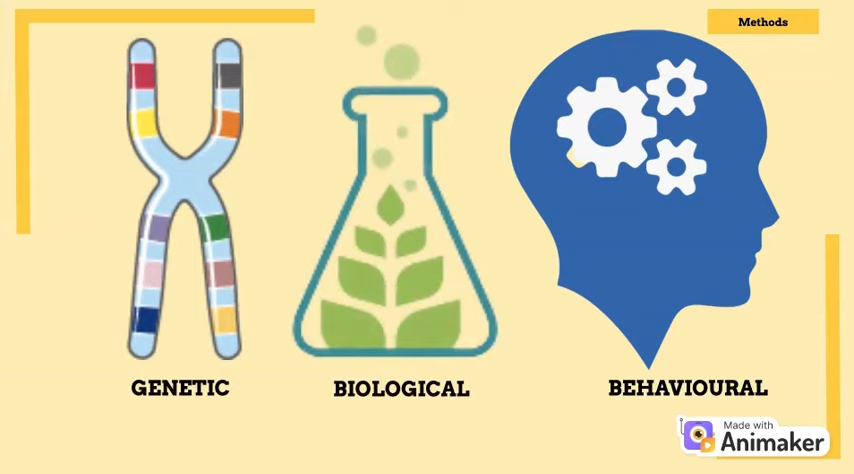 Methods
GENETIC
BIOLOGICAL
BEHAVIOURAL
Made with
Animaker